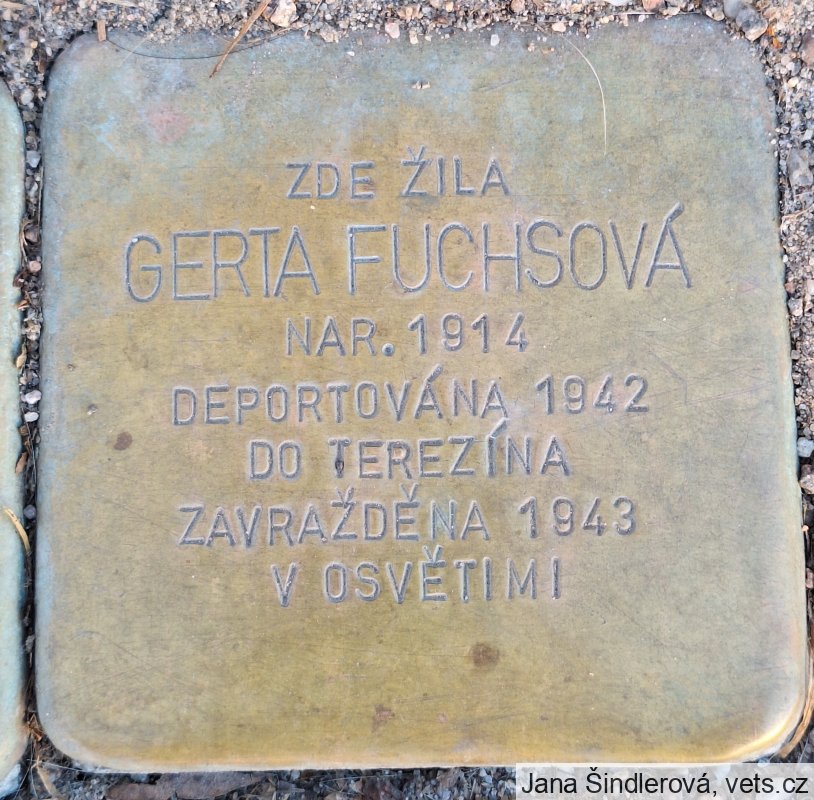 ZDE ŽILA
GERTA FUCHSOVÁ
NAR. 1914
DEPORTOVÁNA 1942
DO TEREZÍNA
ZAVRAŽDĚNA 1943
V OSVĚTIMI
Jana Šindlerová, vets.cz